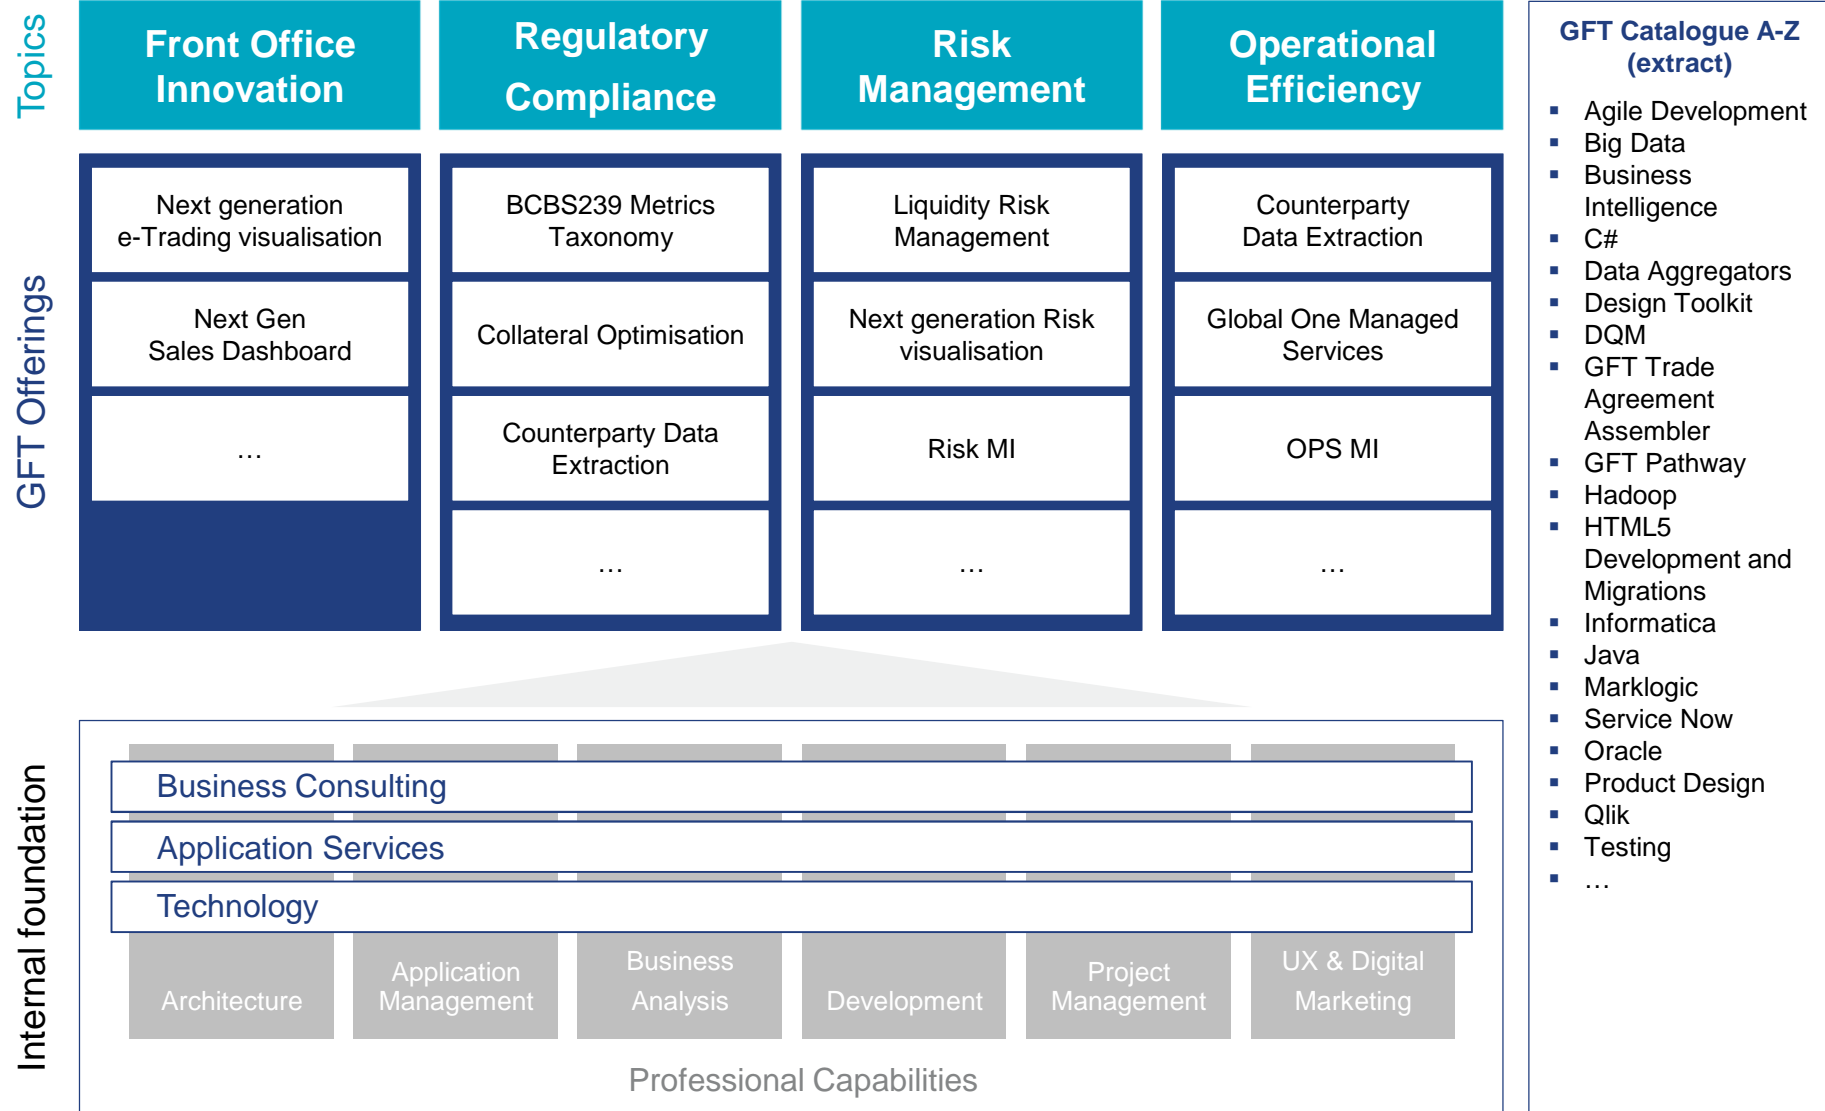 Topics
Front Office
Innovation
Regulatory
Compliance
Risk
Management
Operational
Efficiency
GFT Offerings
Next generation
e-Trading visualisation
Next Gen
Sales Dashboard
…
BCBS239 Metrics
Taxonomy
Collateral Optimisation
Counterparty Data
Extraction
…
Liquidity Risk
Management
Next generation Risk
visualisation
Risk MI
…
Counterparty
Data Extraction
Global One Managed
Services
OPS MI
…
Internal foundation
Business Consulting
Application Services
Technology
Architecture
Application
Management
Business
Analysis
Development
Project
Management
UX & Digital
Marketing
Professional Capabilities
GFT Catalogue A-Z
(extract)
▪ Agile Development
▪ Big Data
▪ Business
Intelligence
▪ C#
▪ Data Aggregators
▪ Design Toolkit
▪ DQM
▪ GFT Trade
Agreement
Assembler
▪ GFT Pathway
▪ Hadoop
▪ HTML5
Development and
Migrations
▪ Informatica
▪ Java
▪ Marklogic
▪ Service Now
▪ Oracle
▪ Product Design
▪ Qlik
▪ Testing
▪ …